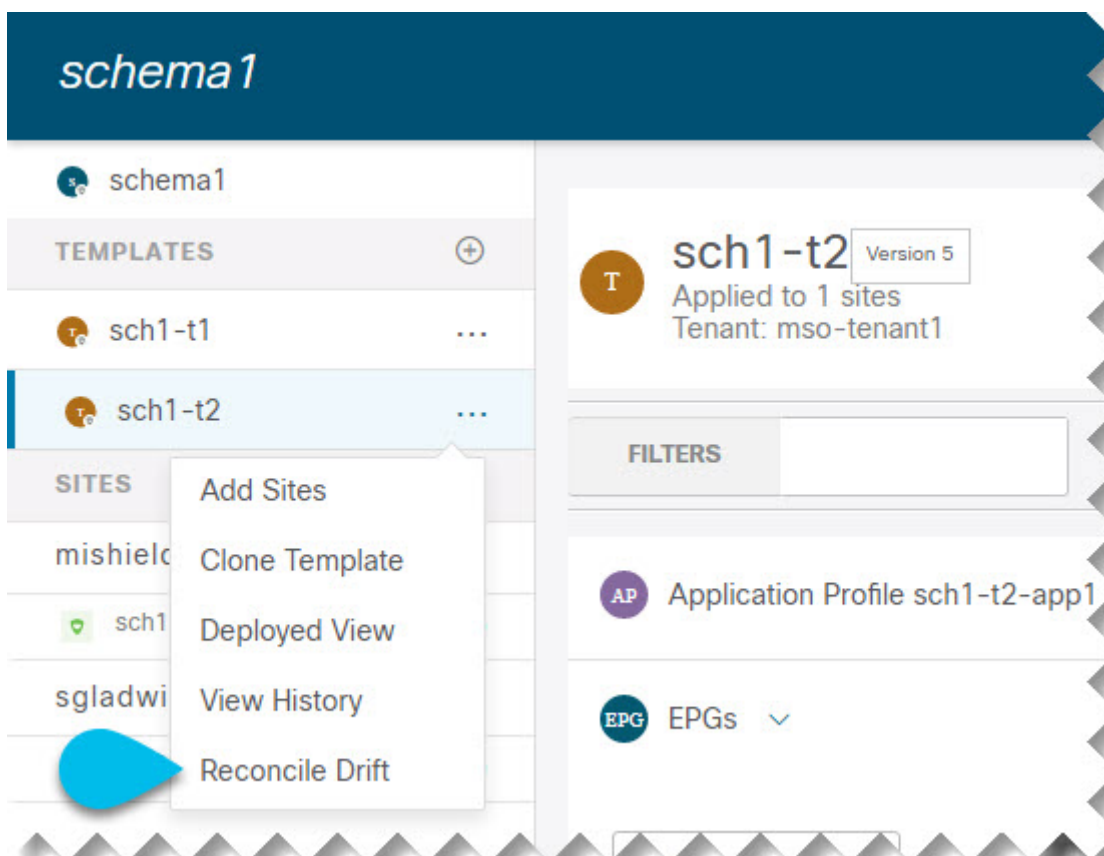 schema1
S schema1
TEMPLATES
T sch1-t1 ...
T sch1-t2 ...
SITES
Add Sites
Clone Template
Deployed View
View History
Reconcile Drift
sch1
T
sch1-t2 Version 5
Applied to 1 sites
Tenant: mso-tenant1
FILTERS
AP Application Profile sch1-t2-app1
EPG EPGs